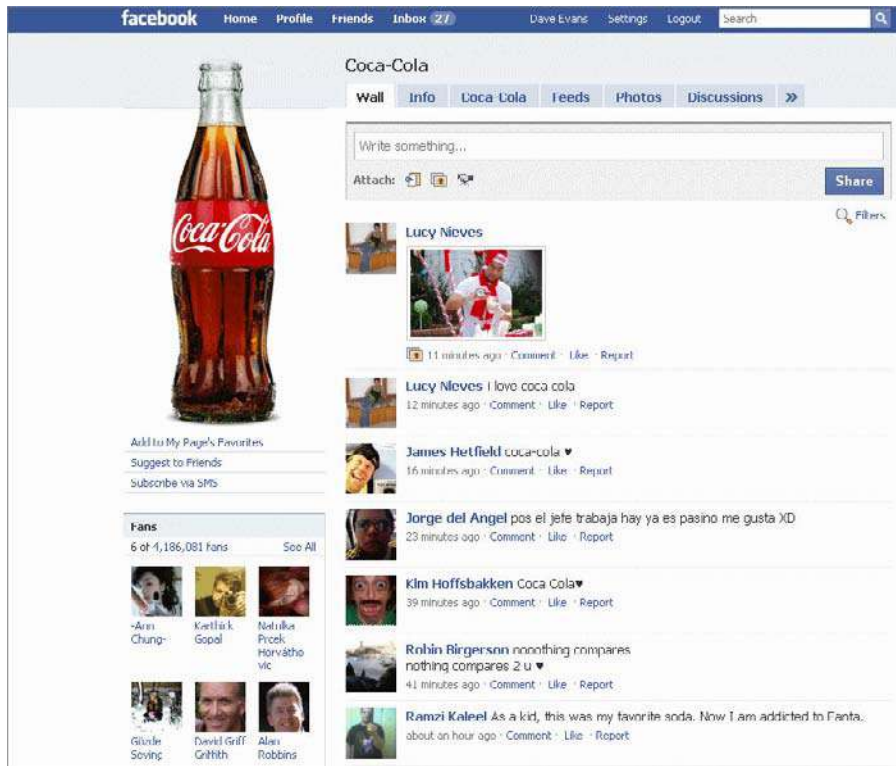 facebook Home Profile Friends Inbox 27 Dave Evans Settings Logout Search
Coca-Cola
Wall Info Coca-Cola Feeds Photos Discussions »
Write something...
Attach:
Share
Filters
Coca-Cola
Add to My Page's Favorites
Suggest to Friends
Subscribe via SMS
Fans
6 of 4,186,081 fans See All
-Ann Chung-
Karthick Gopal
Natulka Prcek Horvátho vic
Gözde Sevinç
David Griff Griffith
Alan Robbins
Lucy Nieves
11 minutes ago · Comment · Like · Report
Lucy Nieves I love coca cola
12 minutes ago · Comment · Like · Report
James Hetfield coca-cola ♥
16 minutes ago · Comment · Like · Report
Jorge del Angel pos el jefe trabaja hay ya es pasino me gusta XD
23 minutes ago · Comment · Like · Report
Kim Hoffsbakken Coca Cola♥
39 minutes ago · Comment · Like · Report
Robin Birgerson nooothing compares
nothing compares 2 u ♥
41 minutes ago · Comment · Like · Report
Ramzi Kaleel As a kid, this was my favorite soda. Now I am addicted to Fanta.
about an hour ago · Comment · Like · Report